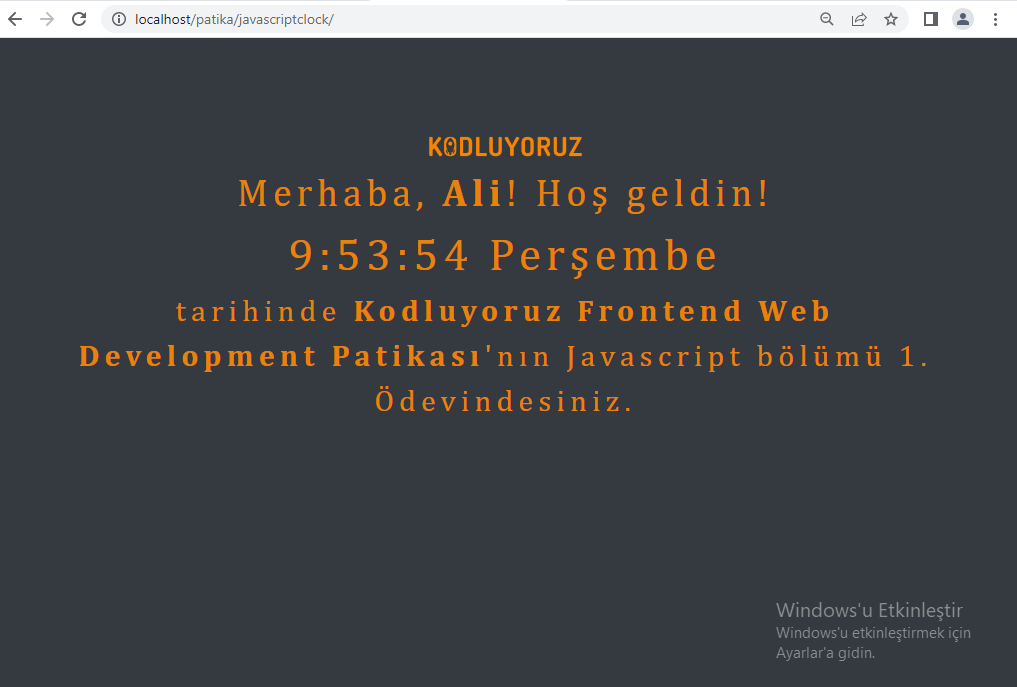 localhost/patika/javascriptclock/
KODLUYORUZ
Merhaba, Ali! Hoş geldin!
9:53:54 Perşembe
tarihinde Kodluyoruz Frontend Web
Development Patikası'nın Javascript bölümü 1.
Ödevindesiniz.
Windows'u Etkinleştir
Windows'u etkinleştirmek için
Ayarlar'a gidin.